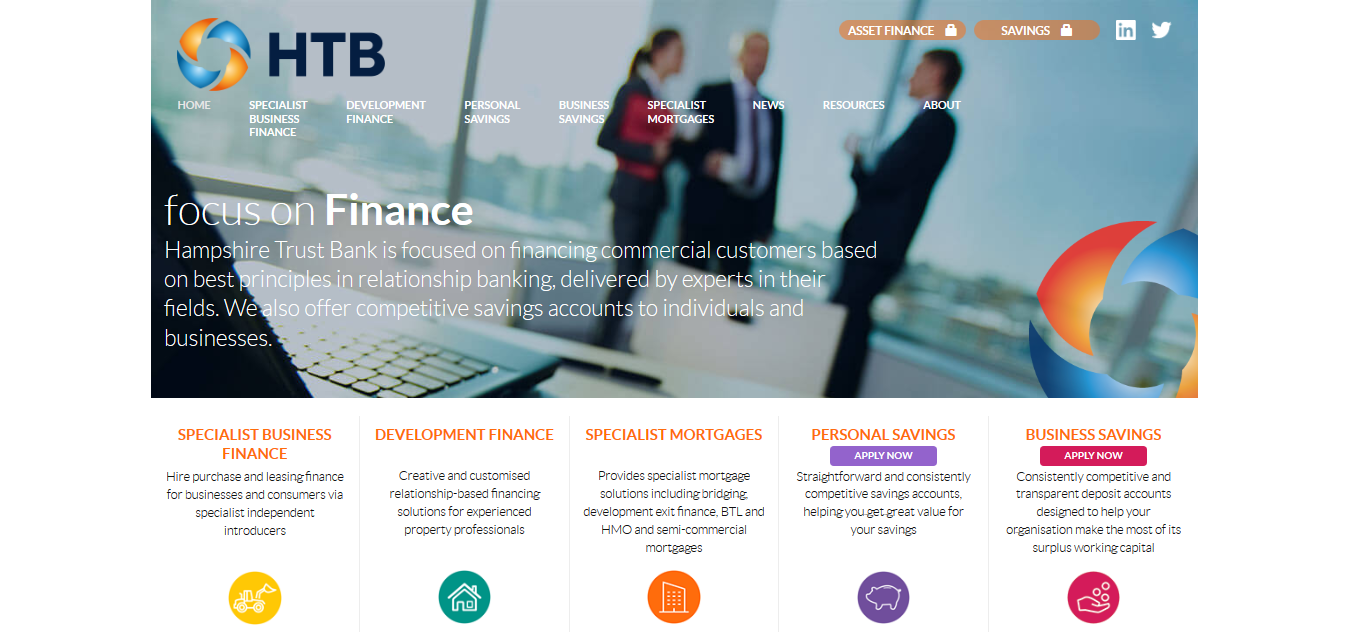 HTB
ASSET FINANCE
SAVINGS
in
HOME
SPECIALIST
BUSINESS
FINANCE
DEVELOPMENT
FINANCE
PERSONAL
SAVINGS
BUSINESS
SAVINGS
SPECIALIST
MORTGAGES
NEWS
RESOURCES
ABOUT
focus on Finance
Hampshire Trust Bank is focused on financing commercial customers based
on best principles in relationship banking, delivered by experts in their
fields. We also offer competitive savings accounts to individuals and
businesses.
SPECIALIST BUSINESS
FINANCE
Hire purchase and leasing finance
for businesses and consumers via
specialist independent
introducers
DEVELOPMENT FINANCE
Creative and customised
relationship-based financing
solutions for experienced
property professionals
SPECIALIST MORTGAGES
Provides specialist mortgage
solutions including bridging,
development exit finance, BTL and
HMO and semi-commercial
mortgages
PERSONAL SAVINGS
APPLY NOW
Straightforward and consistently
competitive savings accounts,
helping you get great value for
your savings
BUSINESS SAVINGS
APPLY NOW
Consistently competitive and
transparent deposit accounts
designed to help your
organisation make the most of its
surplus working capital